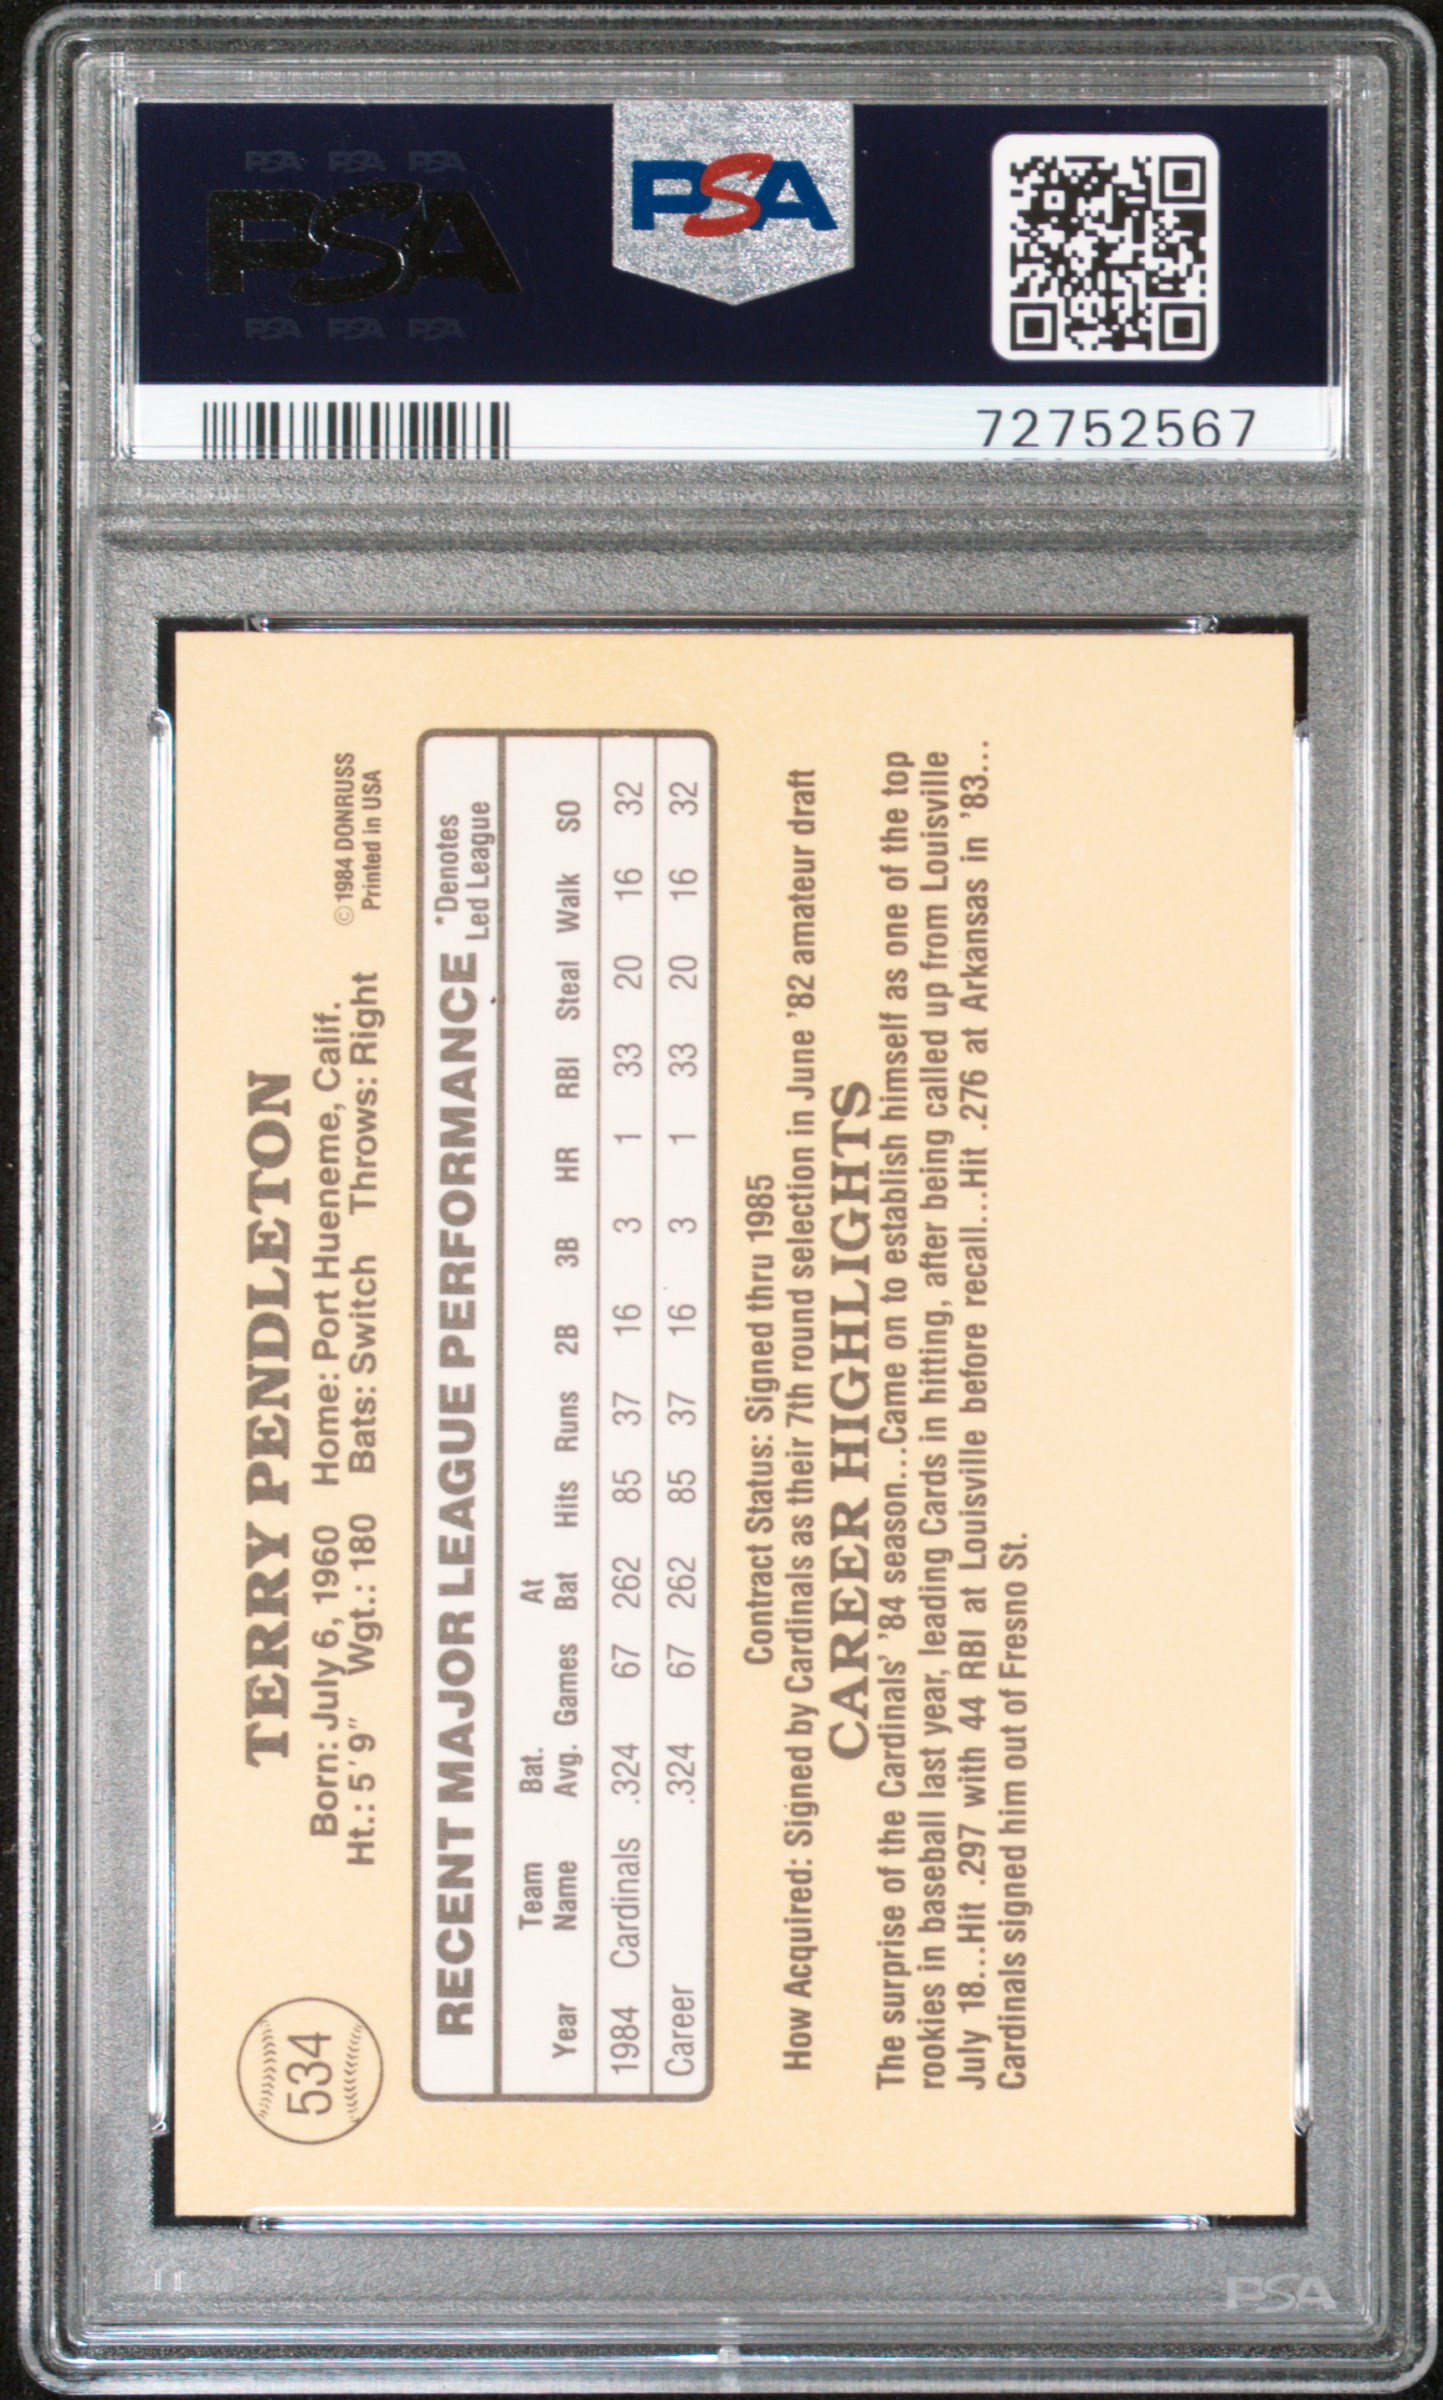 PSA PSA PSA
PSA
PSA PSA PSA
PSA
72752567
534
TERRY PENDLETON
Born: July 6, 1960 Home: Port Hueneme, Calif.
Ht.: 5'9" Wgt.: 180 Bats: Switch Throws: Right
©1984 DONRUSS
Printed in USA
RECENT MAJOR LEAGUE PERFORMANCE
*Denotes
Led League
Year Team Name Bat. Avg. Games At Bat Hits Runs 2B 3B HR RBI Steal Walk SO
1984 Cardinals .324 67 262 85 37 16 3 1 33 20 16 32
Career .324 67 262 85 37 16 3 1 33 20 16 32
Contract Status: Signed thru 1985
How Acquired: Signed by Cardinals as their 7th round selection in June '82 amateur draft
CAREER HIGHLIGHTS
The surprise of the Cardinals' '84 season...Came on to establish himself as one of the top
rookies in baseball last year, leading Cards in hitting, after being called up from Louisville
July 18...Hit .297 with 44 RBI at Louisville before recall...Hit .276 at Arkansas in '83...
Cardinals signed him out of Fresno St.
PSA